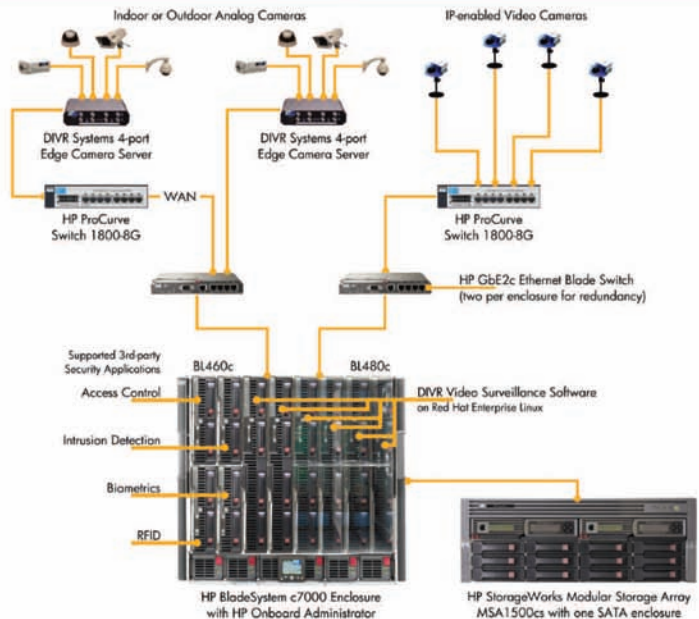 Indoor or Outdoor Analog Cameras
IP-enabled Video Cameras
DIVR Systems 4-port
Edge Camera Server
DIVR Systems 4-port
Edge Camera Server
HP ProCurve
Switch 1800-8G
WAN
HP ProCurve
Switch 1800-8G
HP GbE2c Ethernet Blade Switch
(two per enclosure for redundancy)
Supported 3rd-party
Security Applications
BL460c
BL480c
Access Control
DIVR Video Surveillance Software
on Red Hat Enterprise Linux
Intrusion Detection
Biometrics
RFID
HP BladeSystem c7000 Enclosure
with HP Onboard Administrator
HP StorageWorks Modular Storage Array
MSA1500cs with one SATA enclosure